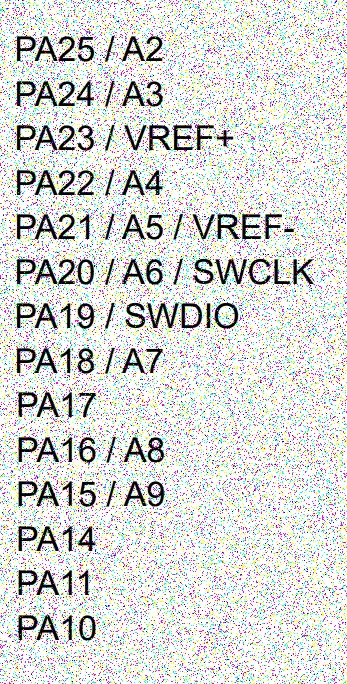 PA25 / A2
PA24 / A3
PA23 / VREF+
PA22 / A4
PA21 / A5 / VREF-
PA20 / A6 / SWCLK
PA19 / SWDIO
PA18 / A7
PA17
PA16 / A8
PA15 / A9
PA14
PA11
PA10